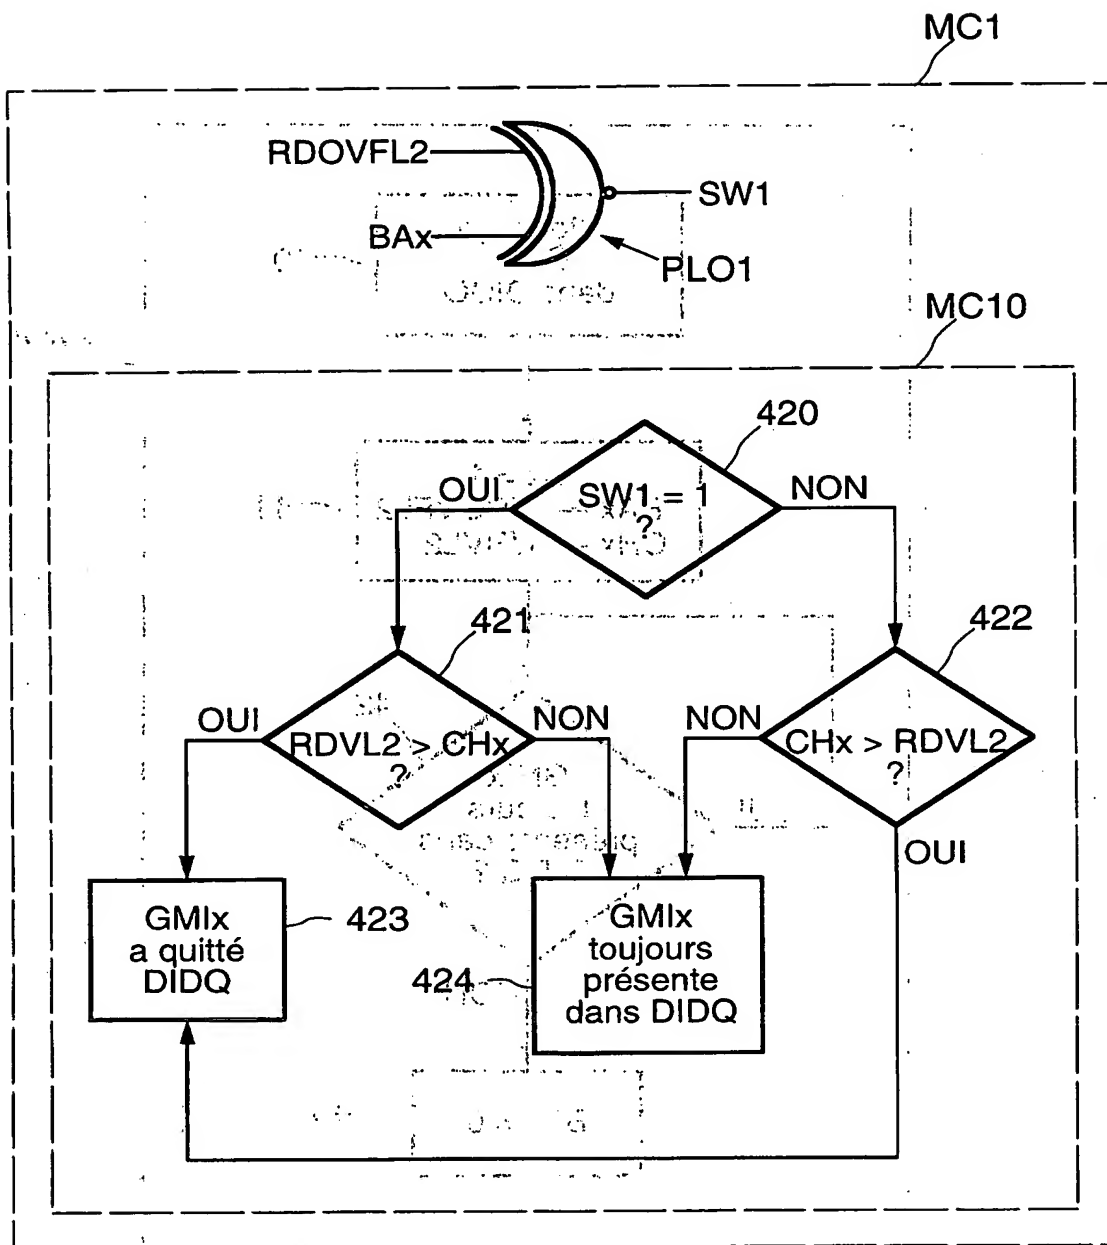 MC1
RDOVFL2
SW1
BAx
PLO1
MC10
420
OUI
SW1 = 1
?
NON
421
422
OUI
RDVL2 > CHx
?
NON
NON
CHx > RDVL2
?
OUI
GMIx
a quitté
DIDQ
423
424
GMIx
toujours
présente
dans DIDQ